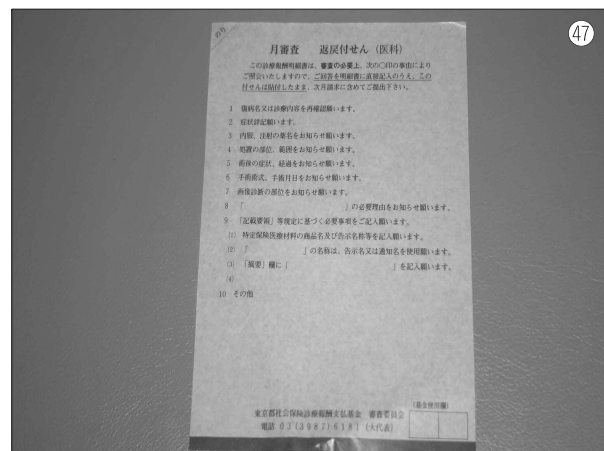 ㊼
のり
月審査 返戻付せん（医科）
この診療報酬明細書は、審査の必要上、次の○印の事由により
ご照会いたしますので、ご回答を明細書に直接記入のうえ、この
付せんは貼付したまま、次月請求に含めてご提出下さい。
1 傷病名又は診療内容を再確認願います。
2 症状詳記願います。
3 内服、注射の薬名をお知らせ願います。
4 処置の部位、範囲をお知らせ願います。
5 術後の症状、経過をお知らせ願います。
6 手術術式、手術月日をお知らせ願います。
7 画像診断の部位をお知らせ願います。
8 「 」の必要理由をお知らせ願います。
9 「記載要領」等規定に基づく必要事項をご記入願います。
(1) 特定保険医療材料の商品名及び告示名称等を記入願います。
(2) 「 」の名称は、告示名又は通知名を使用願います。
(3) 「摘要」欄に「 」を記入願います。
(4)
10 その他
(基金使用欄)
東京都社会保険診療報酬支払基金 審査委員会
電話 03(3987)6181 (大代表)